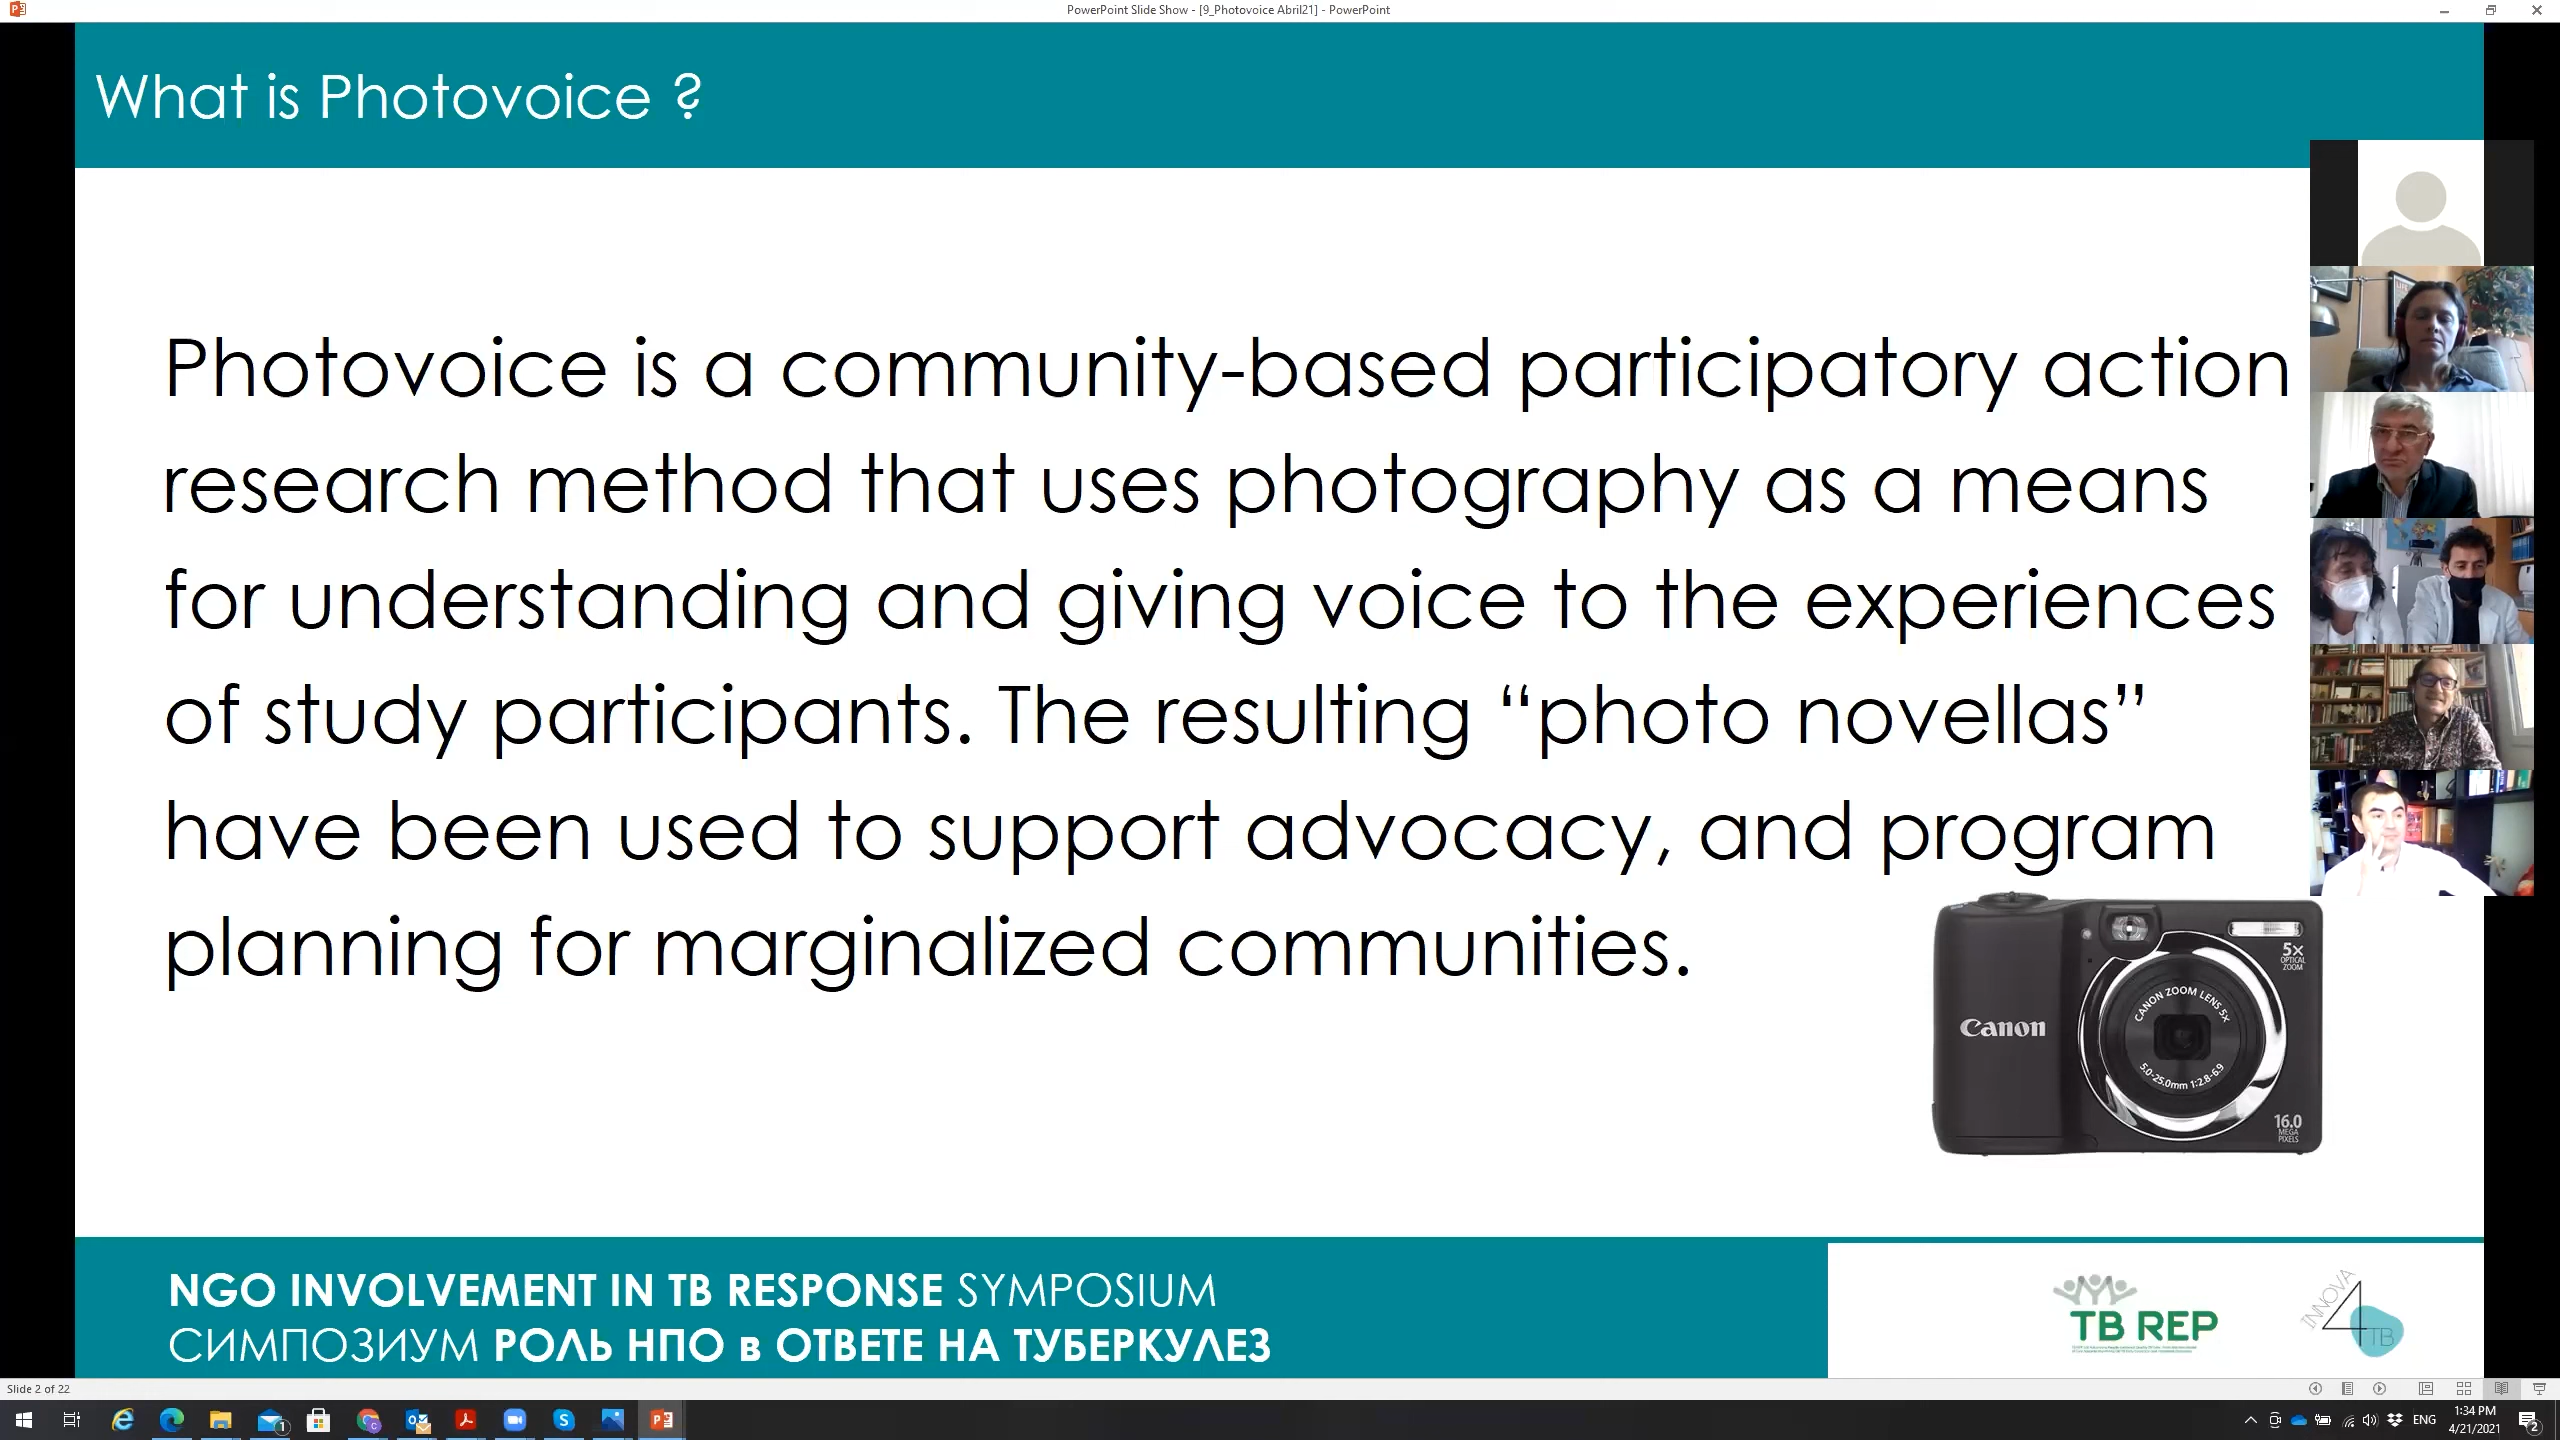 PowerPoint Slide Show - [9_Photovoice Abril21] - PowerPoint
What is Photovoice ?
Photovoice is a community-based participatory action
research method that uses photography as a means
for understanding and giving voice to the experiences
of study participants. The resulting “photo novellas”
have been used to support advocacy, and program
planning for marginalized communities.
5x
OPTICAL
ZOOM
CANON ZOOM LENS 5x
Canon
5.0-25.0mm 1:2.8-6.9
16.0
MEGA
PIXELS
NGO INVOLVEMENT IN TB RESPONSE SYMPOSIUM
СИМПОЗИУМ РОЛЬ НПО в ОТВЕТЕ НА ТУБЕРКУЛЕЗ
TB REP
INNOVA
4
TB
Slide 2 of 22
ENG
1:34 PM
4/21/2021